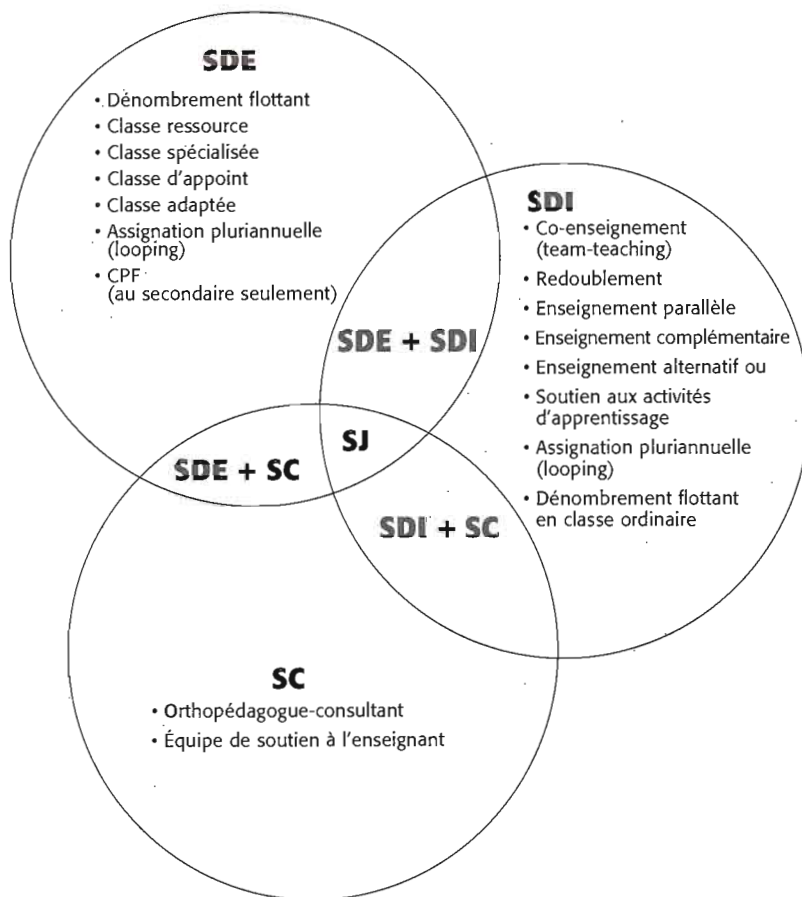 SDE
• Dénombrement flottant
• Classe ressource
• Classe spécialisée
• Classe d'appoint
• Classe adaptée
• Assignation pluriannuelle
(looping)
• CPF
(au secondaire seulement)
SDI
• Co-enseignement
(team-teaching)
• Redoublement
• Enseignement parallèle
• Enseignement complémentaire
• Enseignement alternatif ou
• Soutien aux activités
d'apprentissage
• Assignation pluriannuelle
(looping)
• Dénombrement flottant
en classe ordinaire
SDE + SDI
SJ
SDE + SC
SDI + SC
SC
• Orthopédagogue-consultant
• Équipe de soutien à l'enseignant